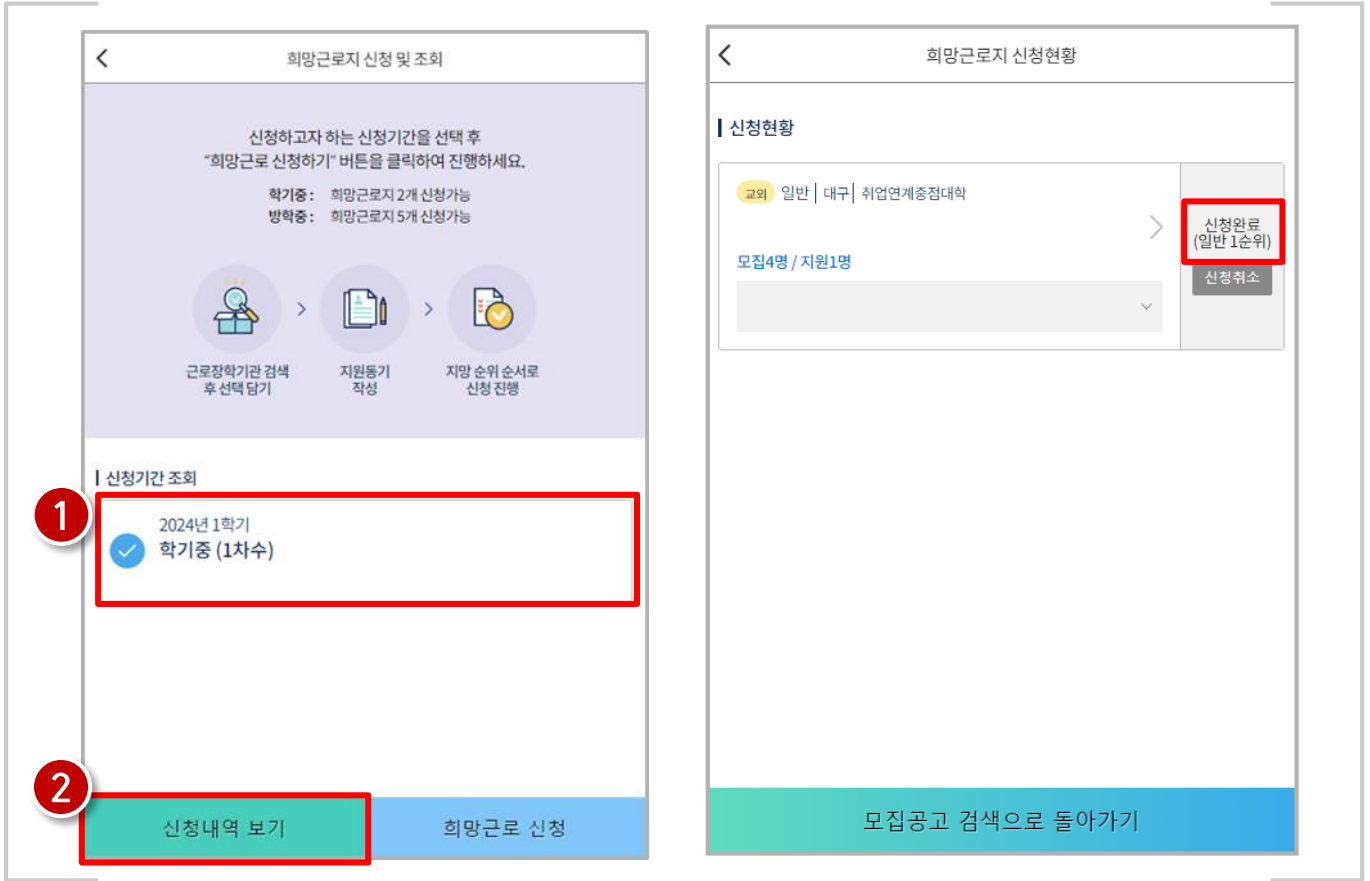 희망근로지 신청 및 조회
신청하고자 하는 신청기간을 선택 후
“희망근로 신청하기” 버튼을 클릭하여 진행하세요.
학기중 : 희망근로지 2개 신청가능
방학중 : 희망근로지 5개 신청가능
근로장학기관 검색
후 선택 담기
지원동기
작성
지망 순위 순서로
신청 진행
신청기간 조회
1
2024년 1학기
학기중 (1차수)
2
신청내역 보기
희망근로 신청
희망근로지 신청현황
신청현황
교외 일반 | 대구 | 취업연계중점대학
모집4명 / 지원1명
신청완료
(일반 1순위)
신청취소
모집공고 검색으로 돌아가기